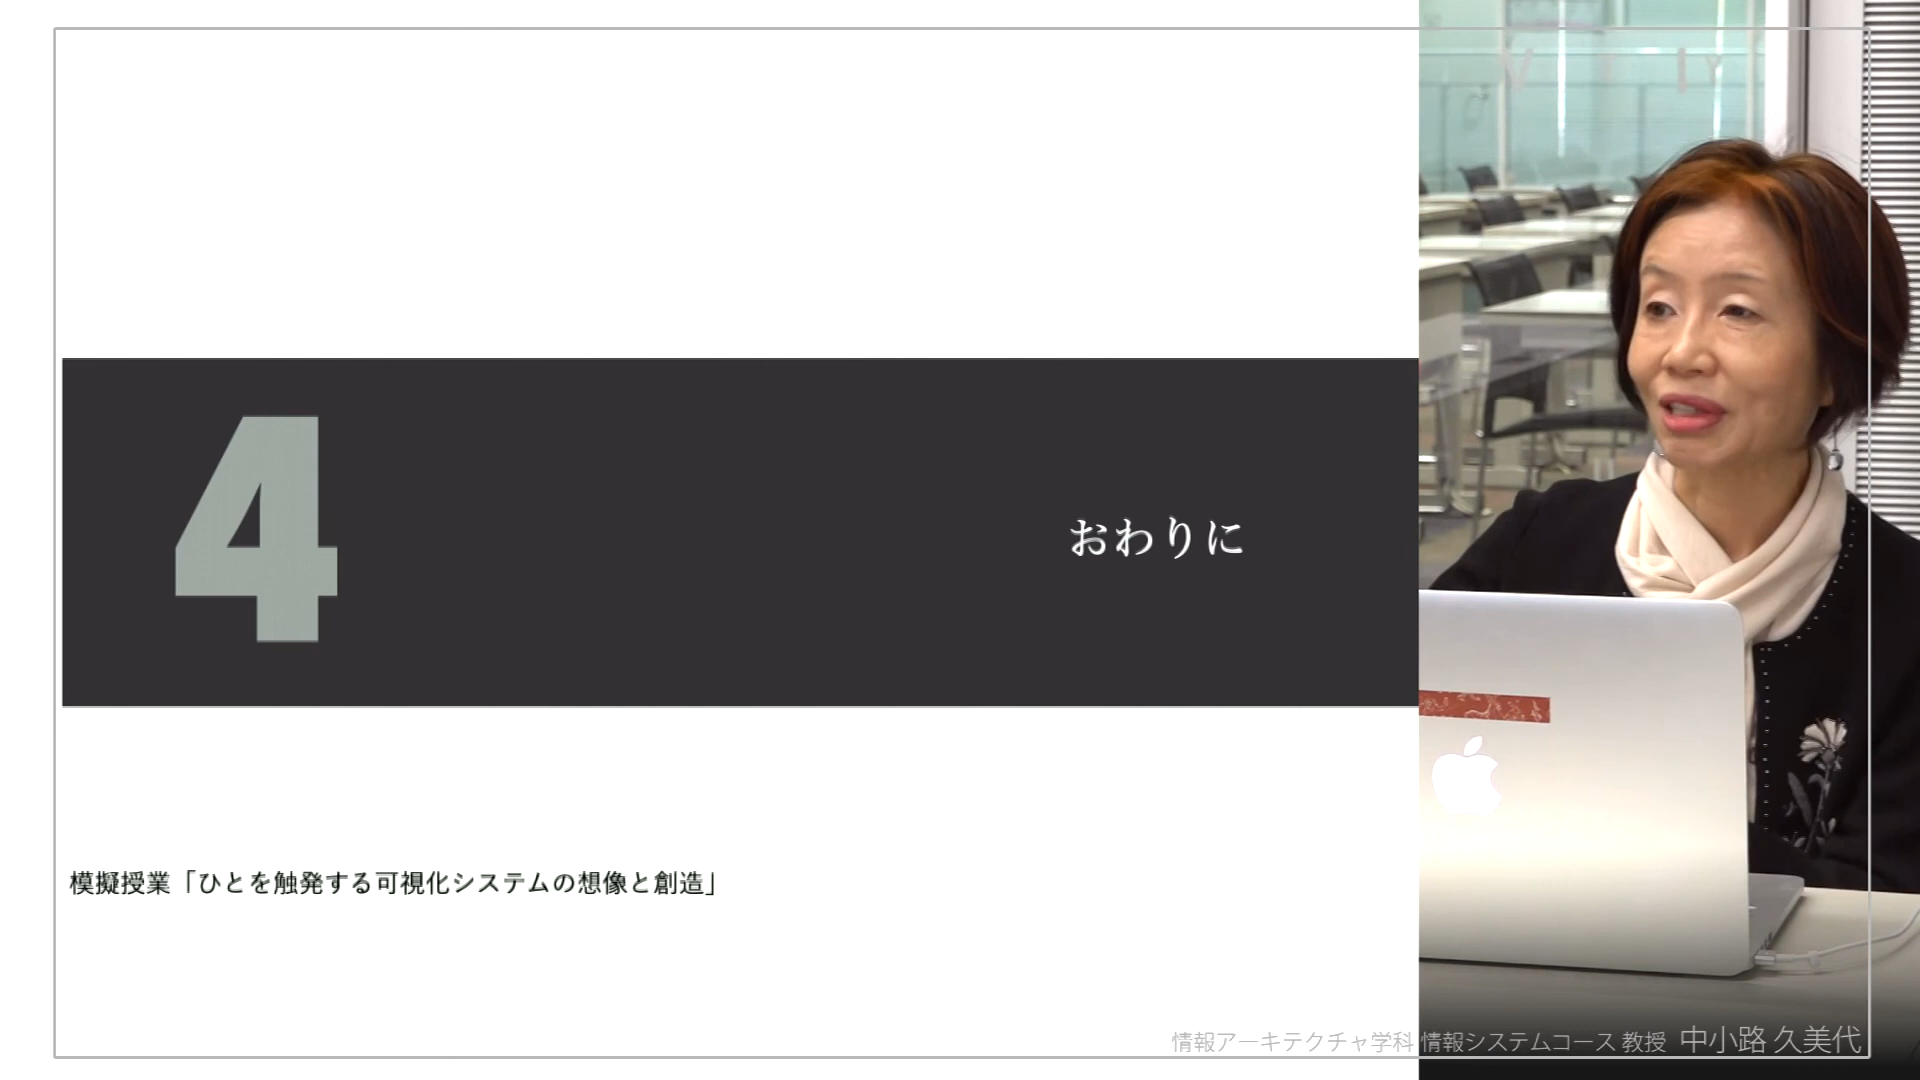 4
おわりに
模擬授業「ひとを触発する可視化システムの想像と創造」
情報アーキテクチャ学科 情報システムコース 教授 中小路 久美代